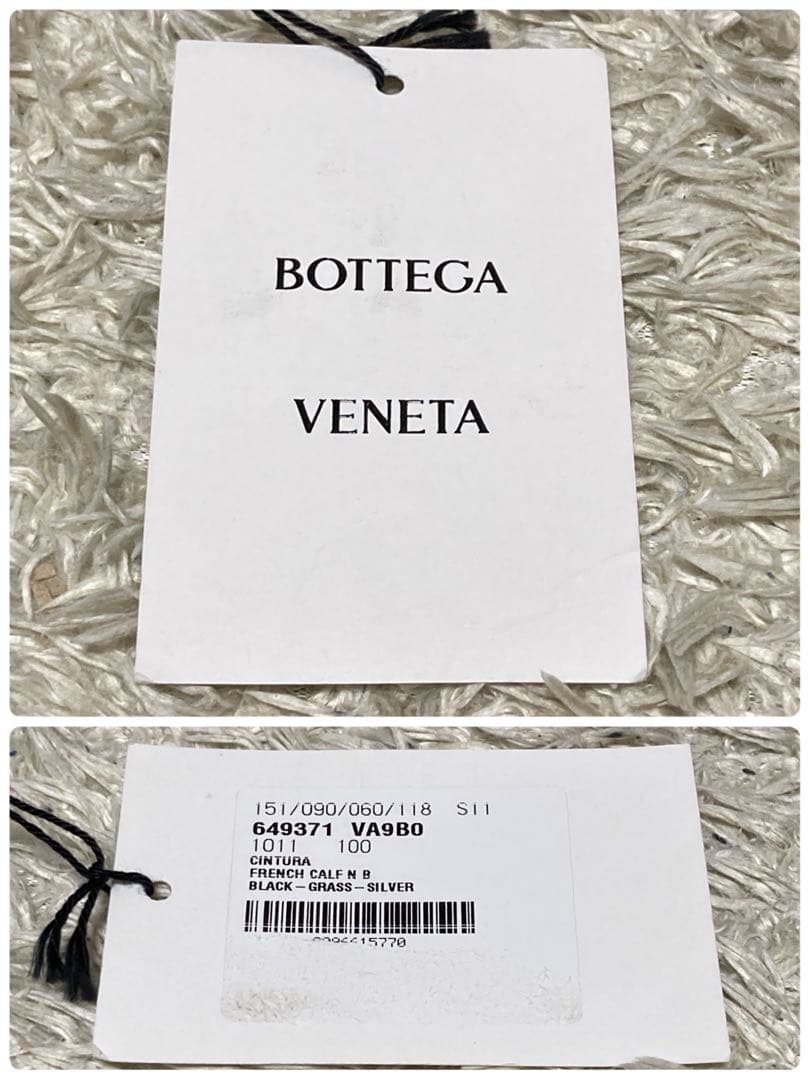 BOTTEGA
VENETA
151/090/060/118 S11
649371 VA9B0
1011 100
CINTURA
FRENCH CALF N B
BLACK-GRASS-SILVER